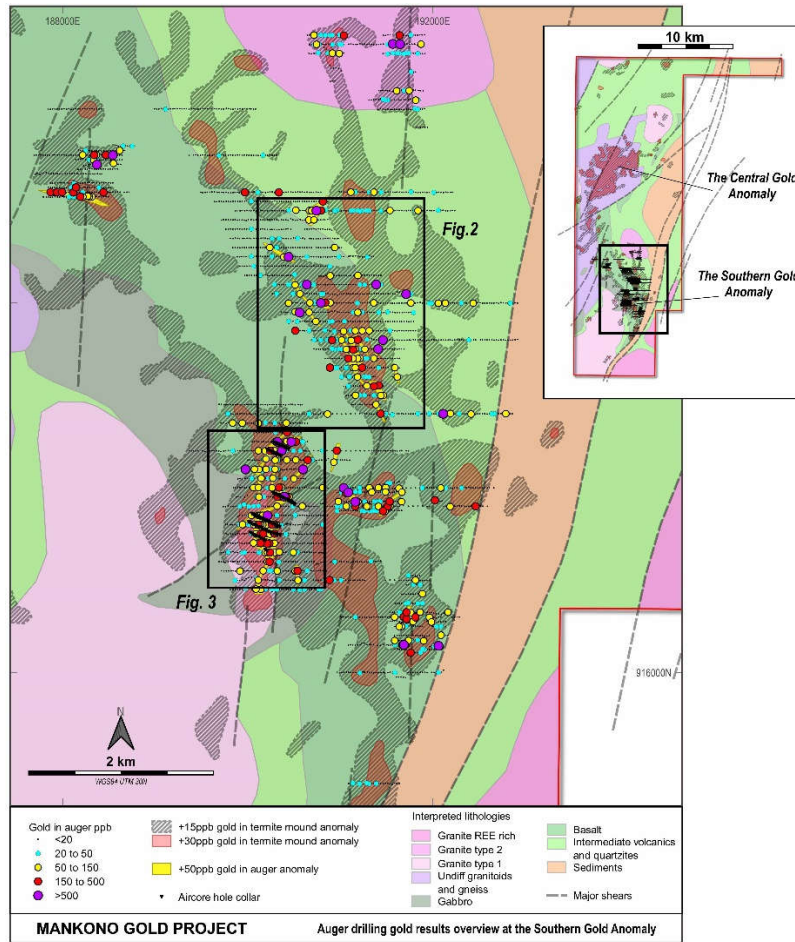 188000E
192000E
10 km
The Central Gold
Anomaly
The Southern Gold
Anomaly
Fig.2
Fig. 3
916000N
N
2 km
WGS84 UTM 30N
Gold in auger ppb
<20
20 to 50
50 to 150
150 to 500
>500
+15ppb gold in termite mound anomaly
+30ppb gold in termite mound anomaly
+50ppb gold in auger anomaly
Aircore hole collar
Interpreted lithologies
Granite REE rich
Granite type 2
Granite type 1
Undiff granitoids
and gneiss
Gabbro
Basalt
Intermediate volcanics
and quartzites
Sediments
Major shears
MANKONO GOLD PROJECT
Auger drilling gold results overview at the Southern Gold Anomaly